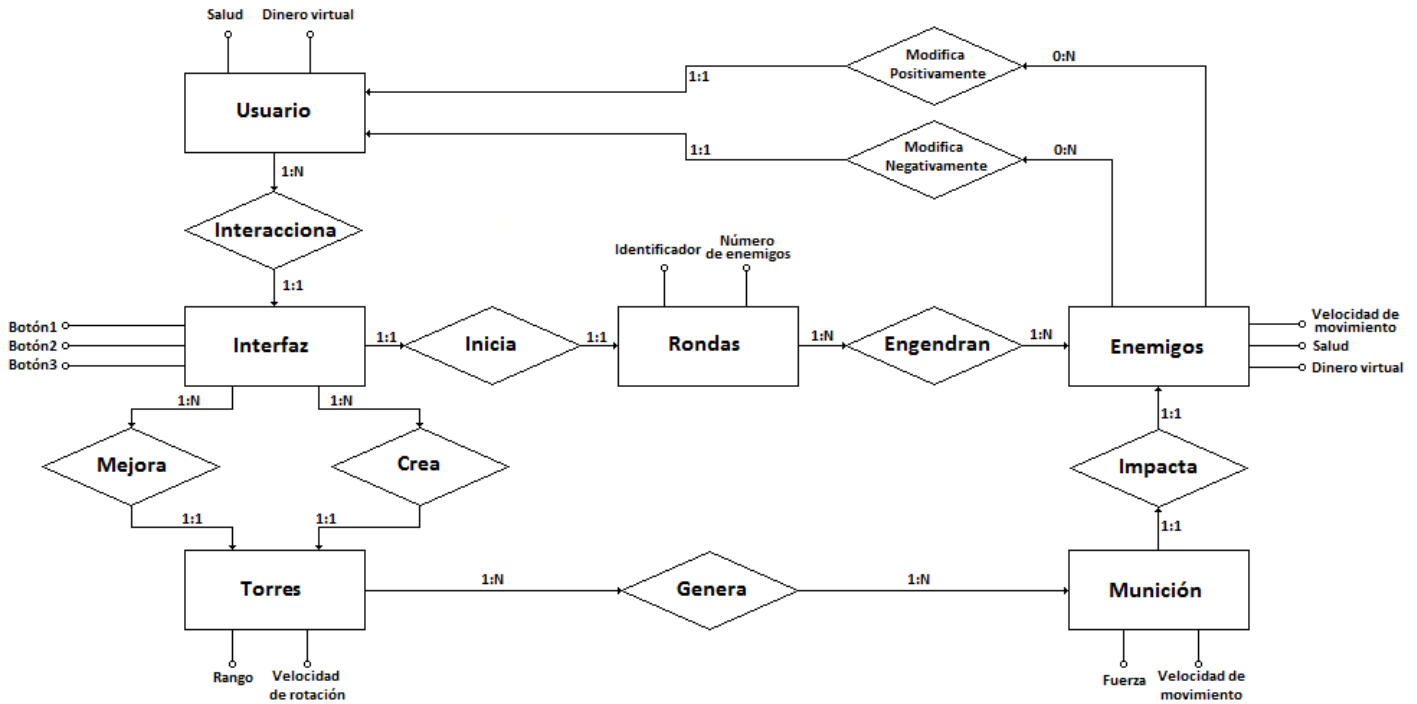 Salud
Dinero virtual
Usuario
1:1
Modifica
Positivamente
0:N
1:1
Modifica
Negativamente
0:N
1:N
Interacciona
1:1
Identificador
Número
de enemigos
Botón1
Botón2
Botón3
Interfaz
1:1
Inicia
1:1
Rondas
1:N
Engendran
1:N
Enemigos
Velocidad de
movimiento
Salud
Dinero virtual
1:N
1:N
1:1
Mejora
Crea
Impacta
1:1
1:1
1:1
Torres
1:N
Genera
1:N
Munición
Rango
Velocidad
de rotación
Fuerza
Velocidad de
movimiento